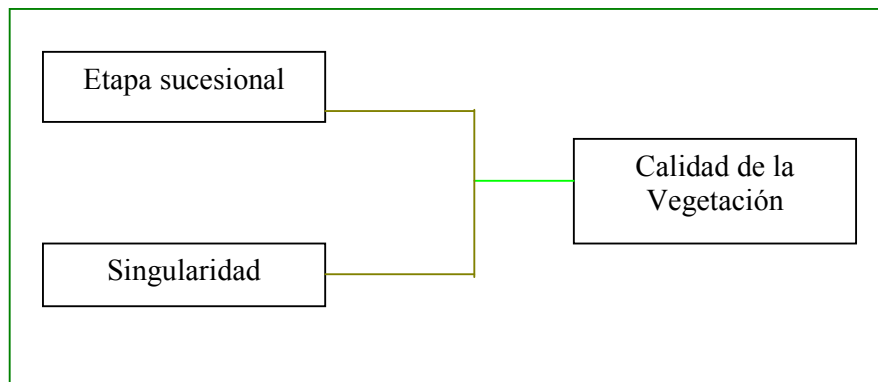 Etapa sucesional
Singularidad
Calidad de la
Vegetación